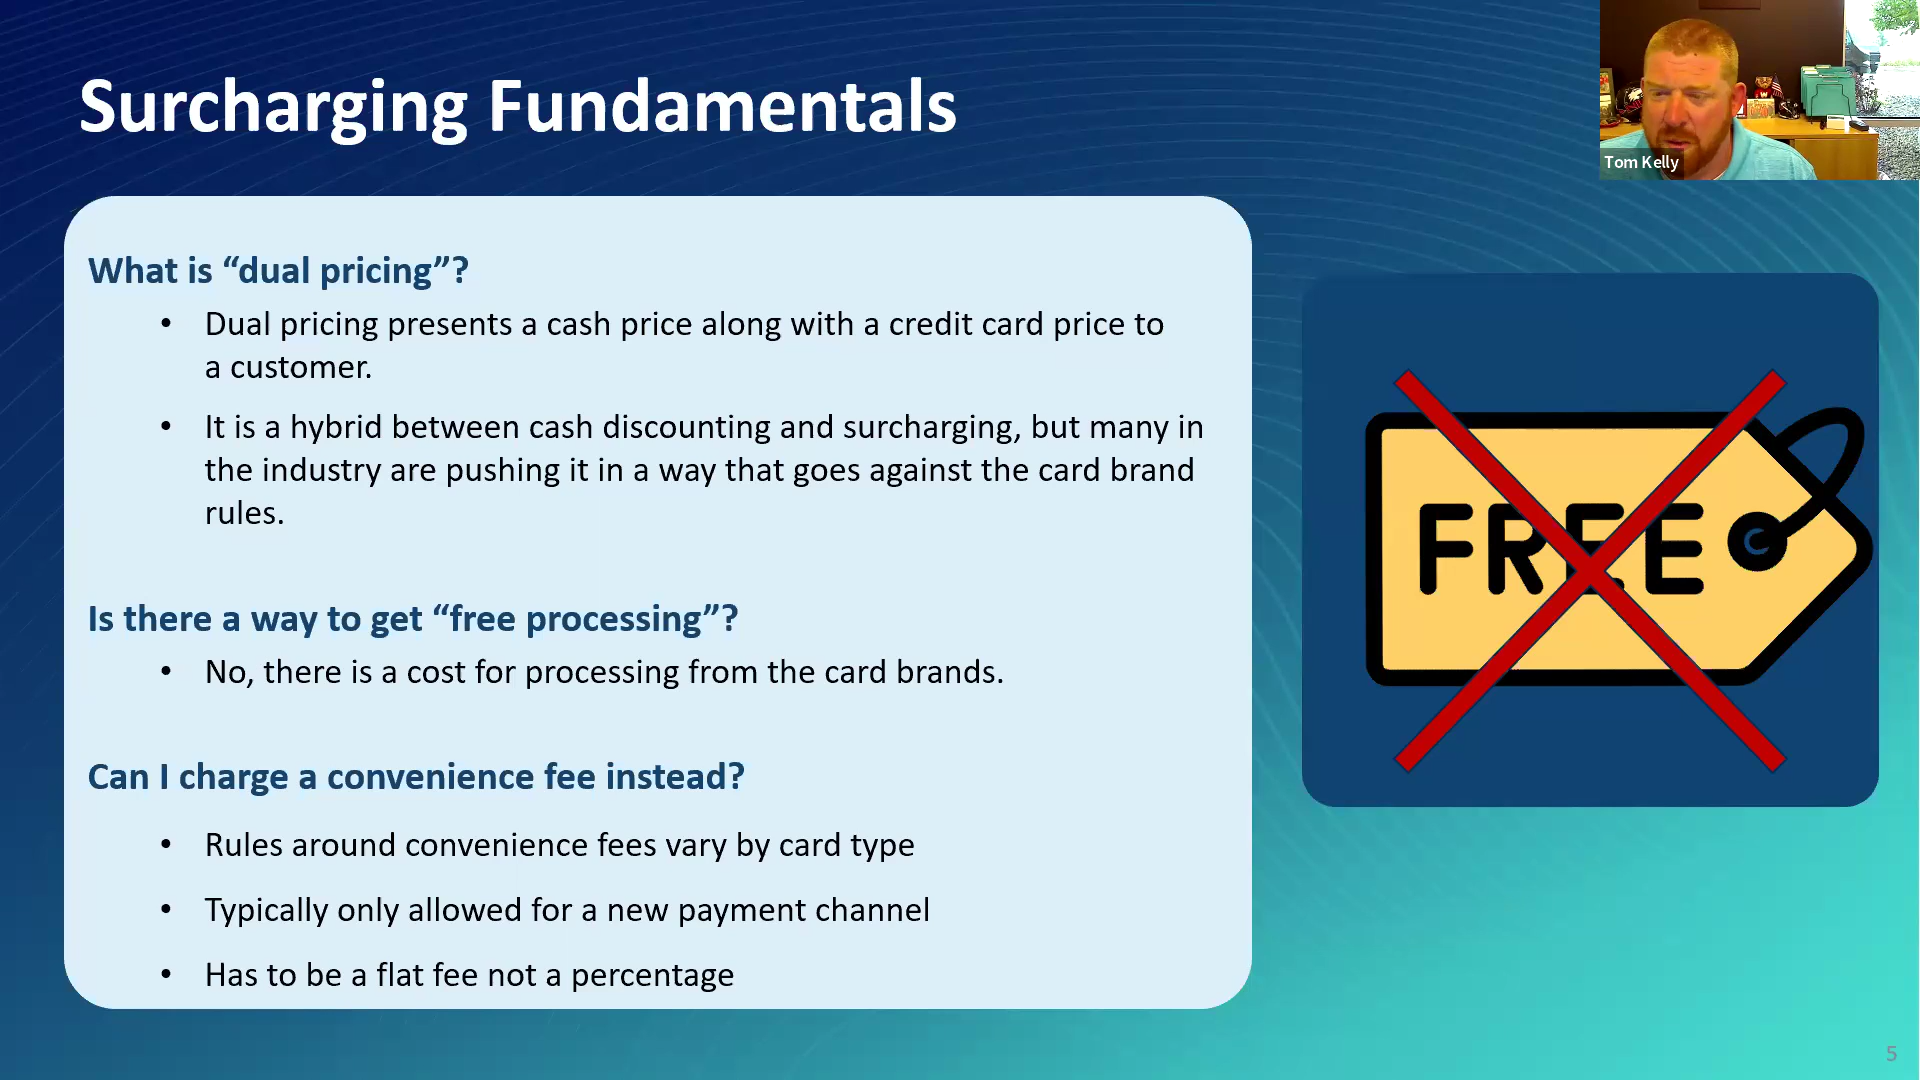 Surcharging Fundamentals
Tom Kelly
What is “dual pricing”?
• Dual pricing presents a cash price along with a credit card price to
a customer.
• It is a hybrid between cash discounting and surcharging, but many in
the industry are pushing it in a way that goes against the card brand
rules.
Is there a way to get “free processing”?
• No, there is a cost for processing from the card brands.
Can I charge a convenience fee instead?
• Rules around convenience fees vary by card type
• Typically only allowed for a new payment channel
• Has to be a flat fee not a percentage
FREE
5